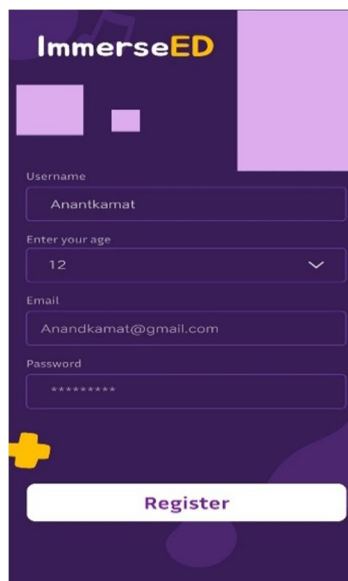 ImmerseED
Username
Anantkamat
Enter your age
12
Email
Anandkamat@gmail.com
Password
*********
Register